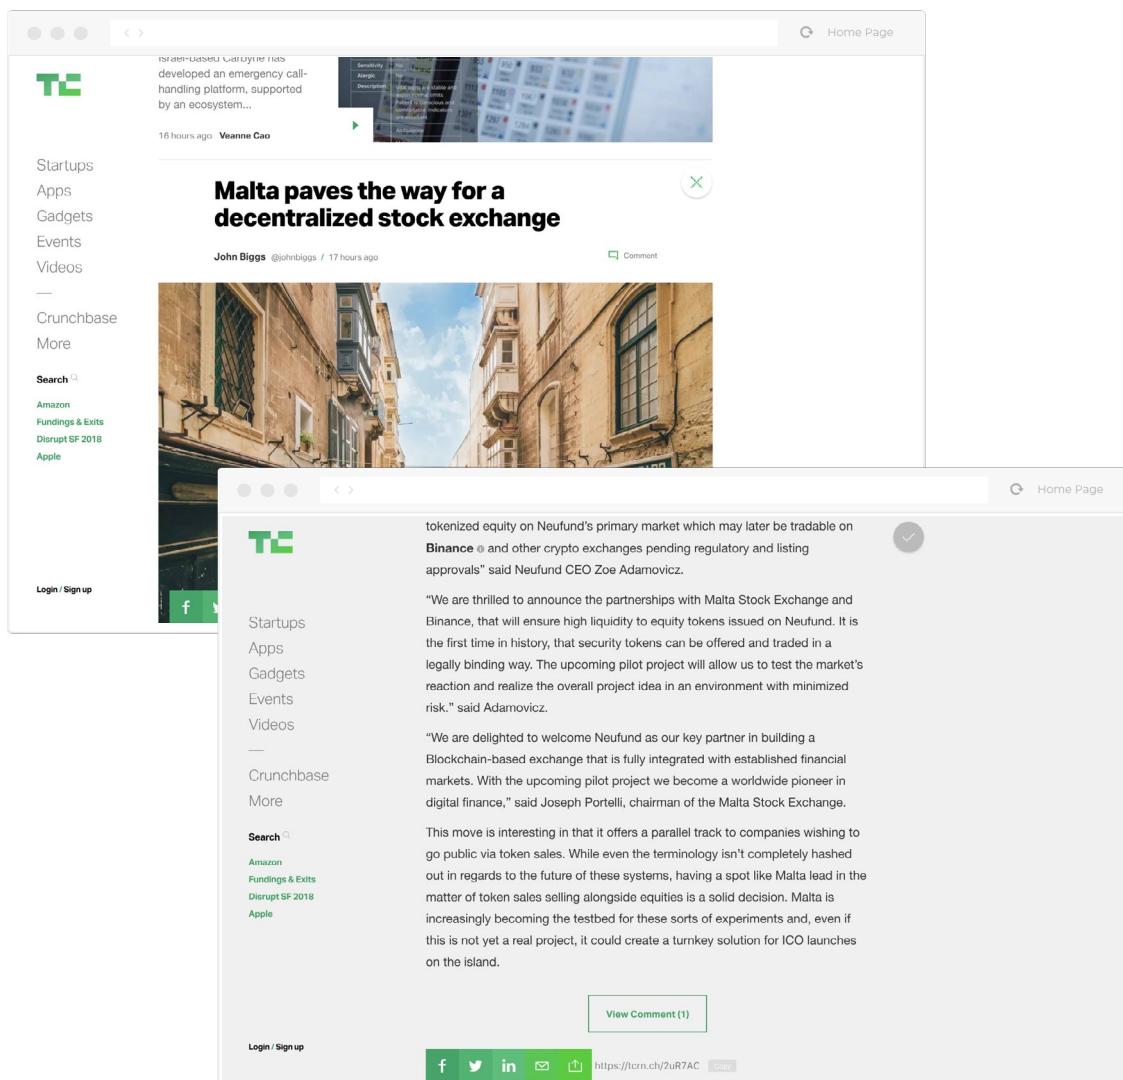 Home Page
TC
Israel-based Carbyne has
developed an emergency call-
handling platform, supported
by an ecosystem...
16 hours ago Veanne Cao
Sensitivity No
Alergic No
Description
Startups
Apps
Gadgets
Events
Videos
—
Crunchbase
More
Search
Amazon
Fundings & Exits
Disrupt SF 2018
Apple
Login / Sign up
Malta paves the way for a
decentralized stock exchange
John Biggs @johnbiggs / 17 hours ago
Comment
f
Home Page
TC
Startups
Apps
Gadgets
Events
Videos
—
Crunchbase
More
Search
Amazon
Fundings & Exits
Disrupt SF 2018
Apple
Login / Sign up
tokenized equity on Neufund’s primary market which may later be tradable on
Binance and other crypto exchanges pending regulatory and listing
approvals” said Neufund CEO Zoe Adamovicz.
“We are thrilled to announce the partnerships with Malta Stock Exchange and
Binance, that will ensure high liquidity to equity tokens issued on Neufund. It is
the first time in history, that security tokens can be offered and traded in a
legally binding way. The upcoming pilot project will allow us to test the market’s
reaction and realize the overall project idea in an environment with minimized
risk.” said Adamovicz.
“We are delighted to welcome Neufund as our key partner in building a
Blockchain-based exchange that is fully integrated with established financial
markets. With the upcoming pilot project we become a worldwide pioneer in
digital finance,” said Joseph Portelli, chairman of the Malta Stock Exchange.
This move is interesting in that it offers a parallel track to companies wishing to
go public via token sales. While even the terminology isn’t completely hashed
out in regards to the future of these systems, having a spot like Malta lead in the
matter of token sales selling alongside equities is a solid decision. Malta is
increasingly becoming the testbed for these sorts of experiments and, even if
this is not yet a real project, it could create a turnkey solution for ICO launches
on the island.
View Comment (1)
f in https://tcrn.ch/2uR7AC Copy